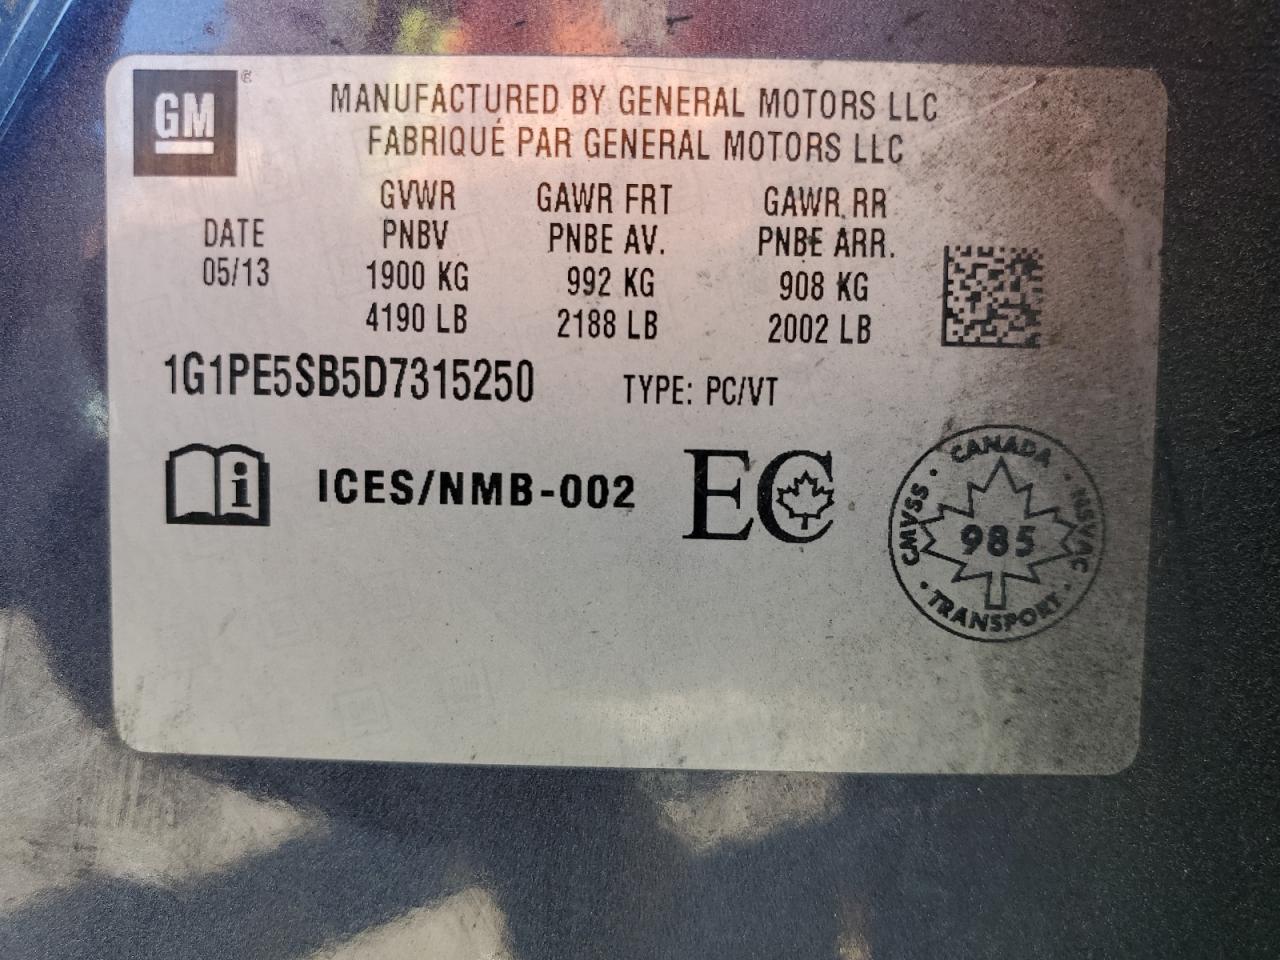 GM
MANUFACTURED BY GENERAL MOTORS LLC
FABRIQUÉ PAR GENERAL MOTORS LLC
GVWR GAWR FRT GAWR RR
DATE PNBV PNBE AV. PNBE ARR.
05/13 1900 KG 992 KG 908 KG
4190 LB 2188 LB 2002 LB
1G1PE5SB5D7315250 TYPE: PC/VT
ICES/NMB-002 EC
CANADA
CMVSS 985 NSVAC
TRANSPORT